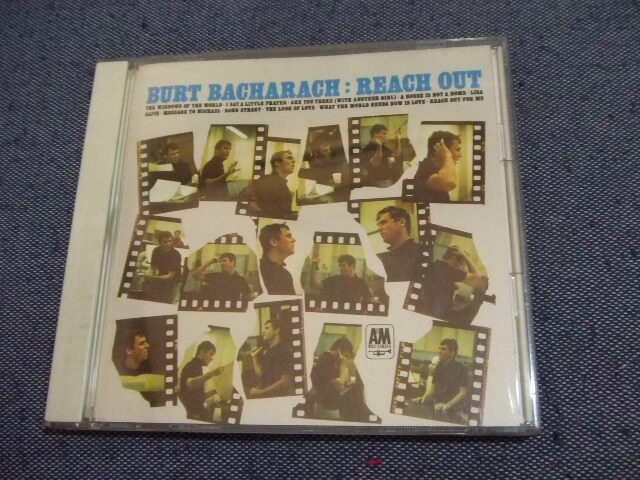 BURT BACHARACH : REACH OUT
THE WINDOWS OF THE WORLD · I SAY A LITTLE PRAYER · ARE YOU THERE (WITH ANOTHER GIRL) · A HOUSE IS NOT A HOME · LISA
ALFIE · MESSAGE TO MICHAEL · BOND STREET · THE LOOK OF LOVE · WHAT THE WORLD NEEDS NOW IS LOVE · REACH OUT FOR ME
A&M
RECORDS